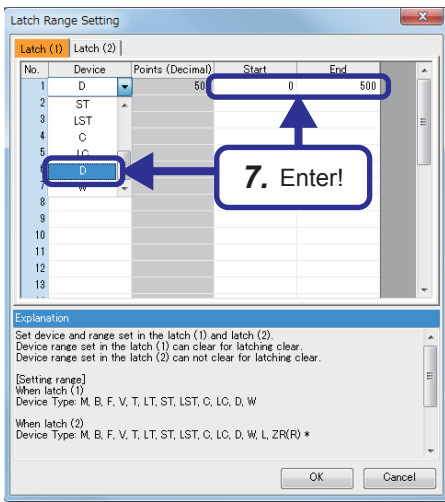 Latch Range Setting
Latch (1) Latch (2)
No. Device Points (Decimal) Start End
1 D 50 0 500
2 ST
3 LST
4 C
5 LC
D
7 W
8
9
10
11
12
13
7. Enter!
Explanation
Set device and range set in the latch (1) and latch (2).
Device range set in the latch (1) can clear for latching clear.
Device range set in the latch (2) can not clear for latching clear.
[Setting range]
When latch (1)
Device Type: M, B, F, V, T, LT, ST, LST, C, LC, D, W
When latch (2)
Device Type: M, B, F, V, T, LT, ST, LST, C, LC, D, W, L, ZR(R) *
OK Cancel